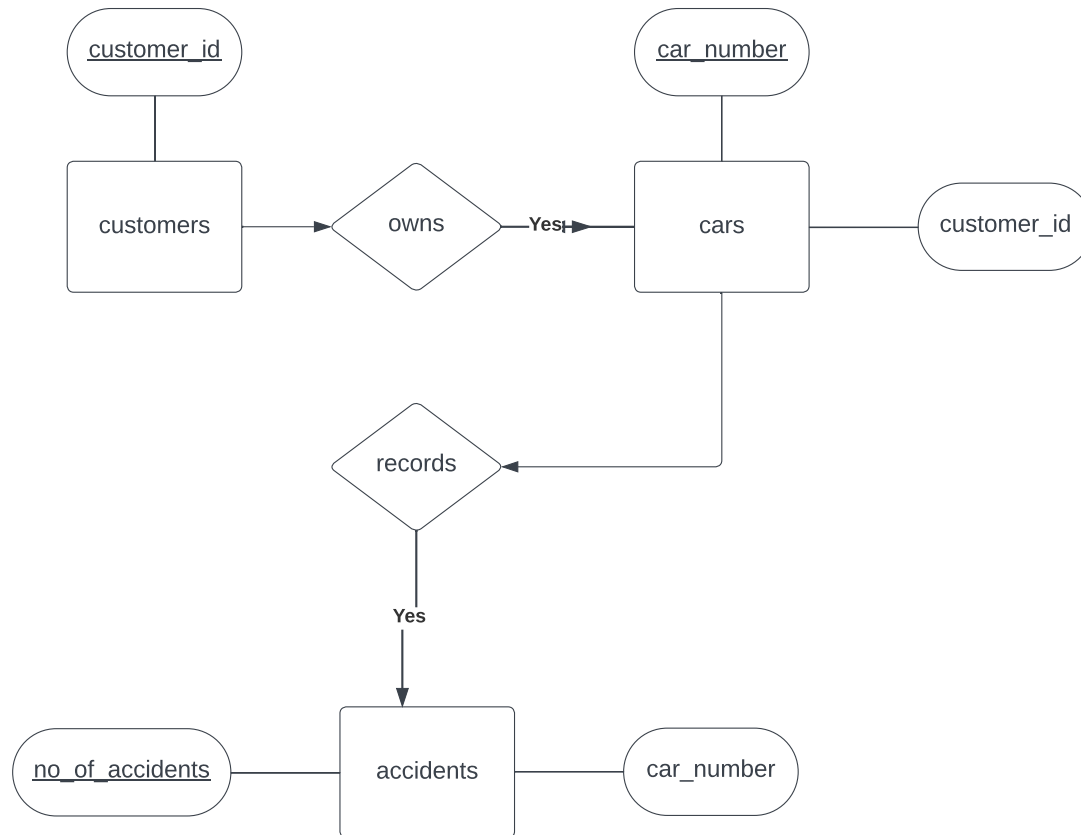 customer_id
car_number
customers
owns
Yes
cars
customer_id
records
Yes
no_of_accidents
accidents
car_number